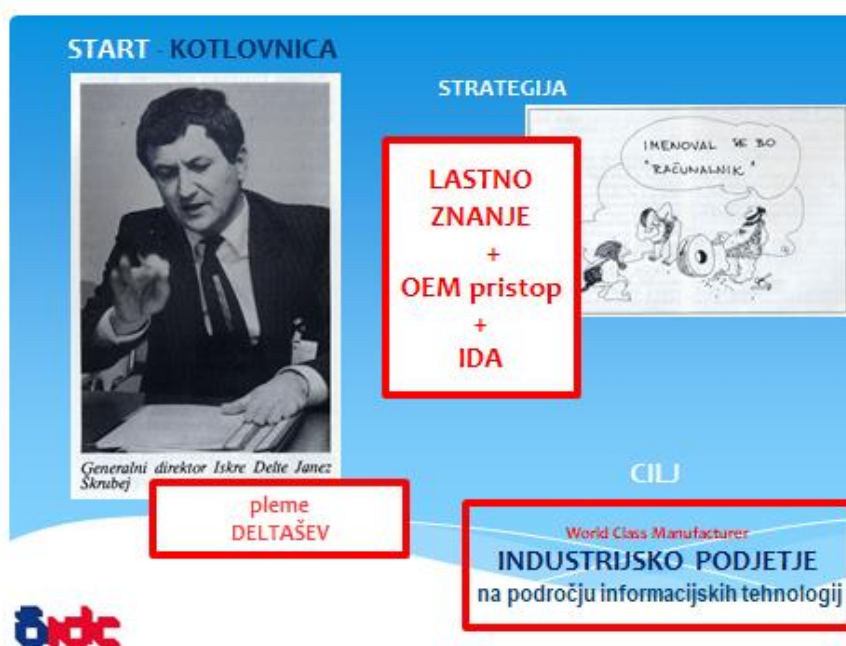 START - KOTLOVNICA
Generalni direktor Iskre Delte Janez
Škrubej
pleme
DELTAŠEV
STRATEGIJA
LASTNO
ZNANJE
+
OEM pristop
+
IDA
IMENOVAL SE BO
"RAČUNALNIK"
CILJ
World Class Manufacturer
INDUSTRIJSKO PODJETJE
na področju informacijskih tehnologij